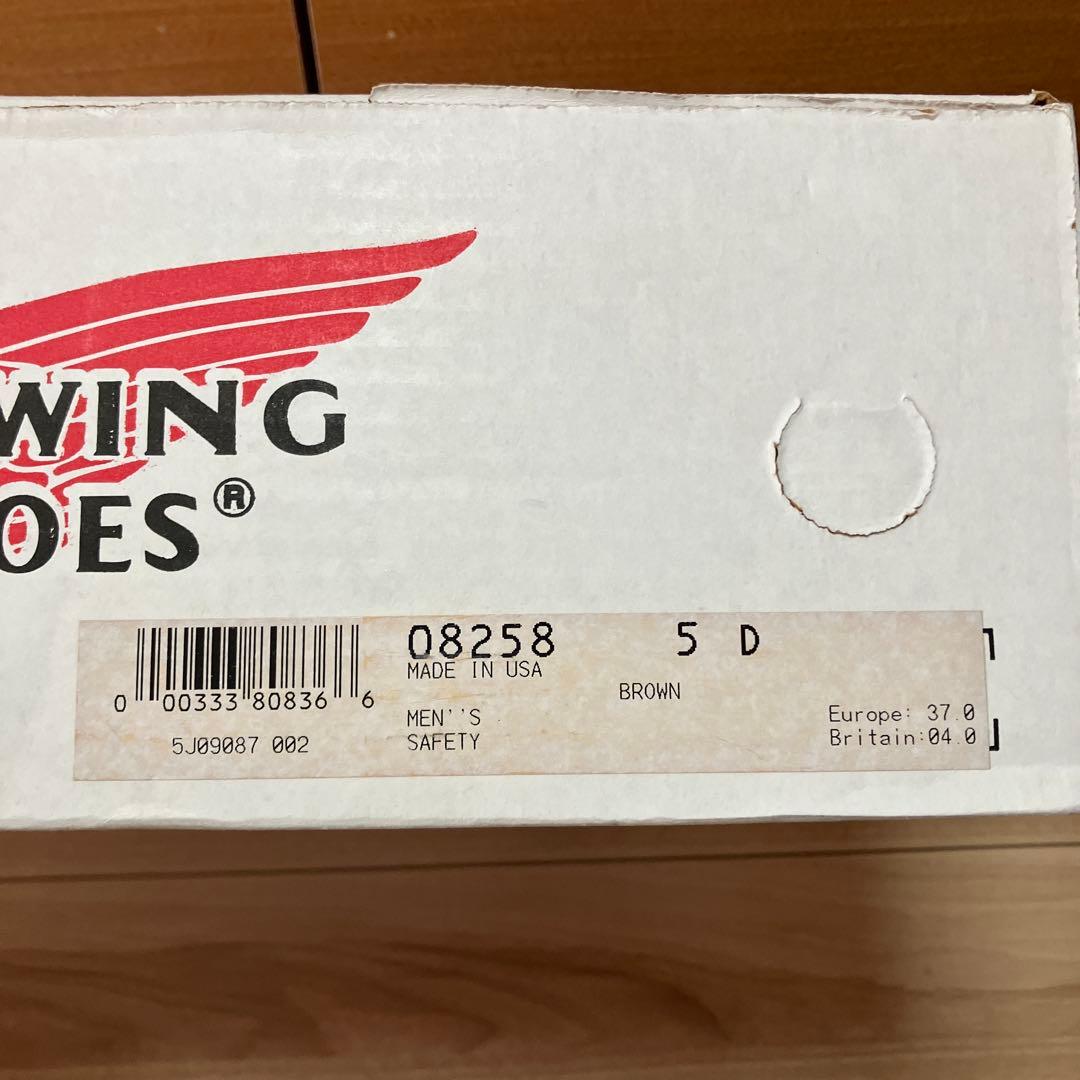 WING
OES®
08258 5 D
MADE IN USA
BROWN
MEN''S
SAFETY
Europe: 37.0
Britain:04.0
0 00333 80836 6
5J09087 002